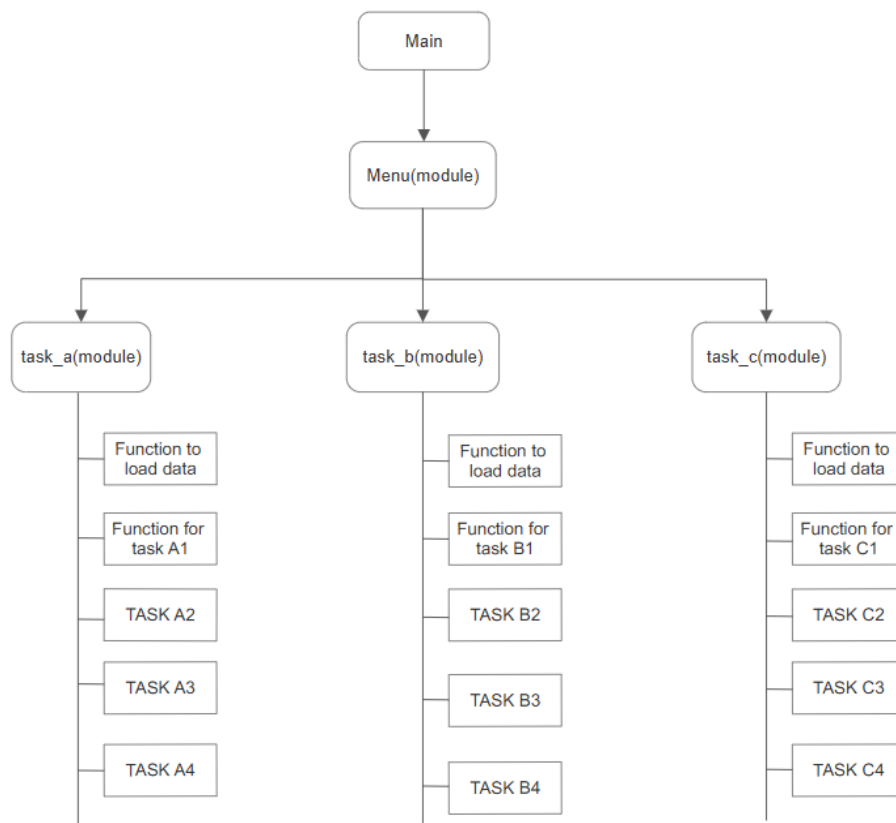 Main
Menu(module)
task_a(module)
task_b(module)
task_c(module)
Function to
load data
Function for
task A1
TASK A2
TASK A3
TASK A4
Function to
load data
Function for
task B1
TASK B2
TASK B3
TASK B4
Function to
load data
Function for
task C1
TASK C2
TASK C3
TASK C4